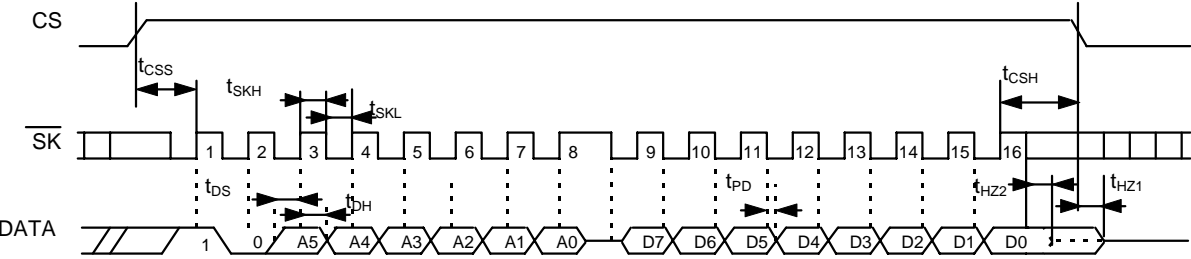 CS
tCSS
tCSH
tSKH
tSKL
SK
1 2 3 4 5 6 7 8 9 10 11 12 13 14 15 16
tDS
tDH
tPD
tHZ2
tHZ1
DATA
1 0 A5 A4 A3 A2 A1 A0 D7 D6 D5 D4 D3 D2 D1 D0